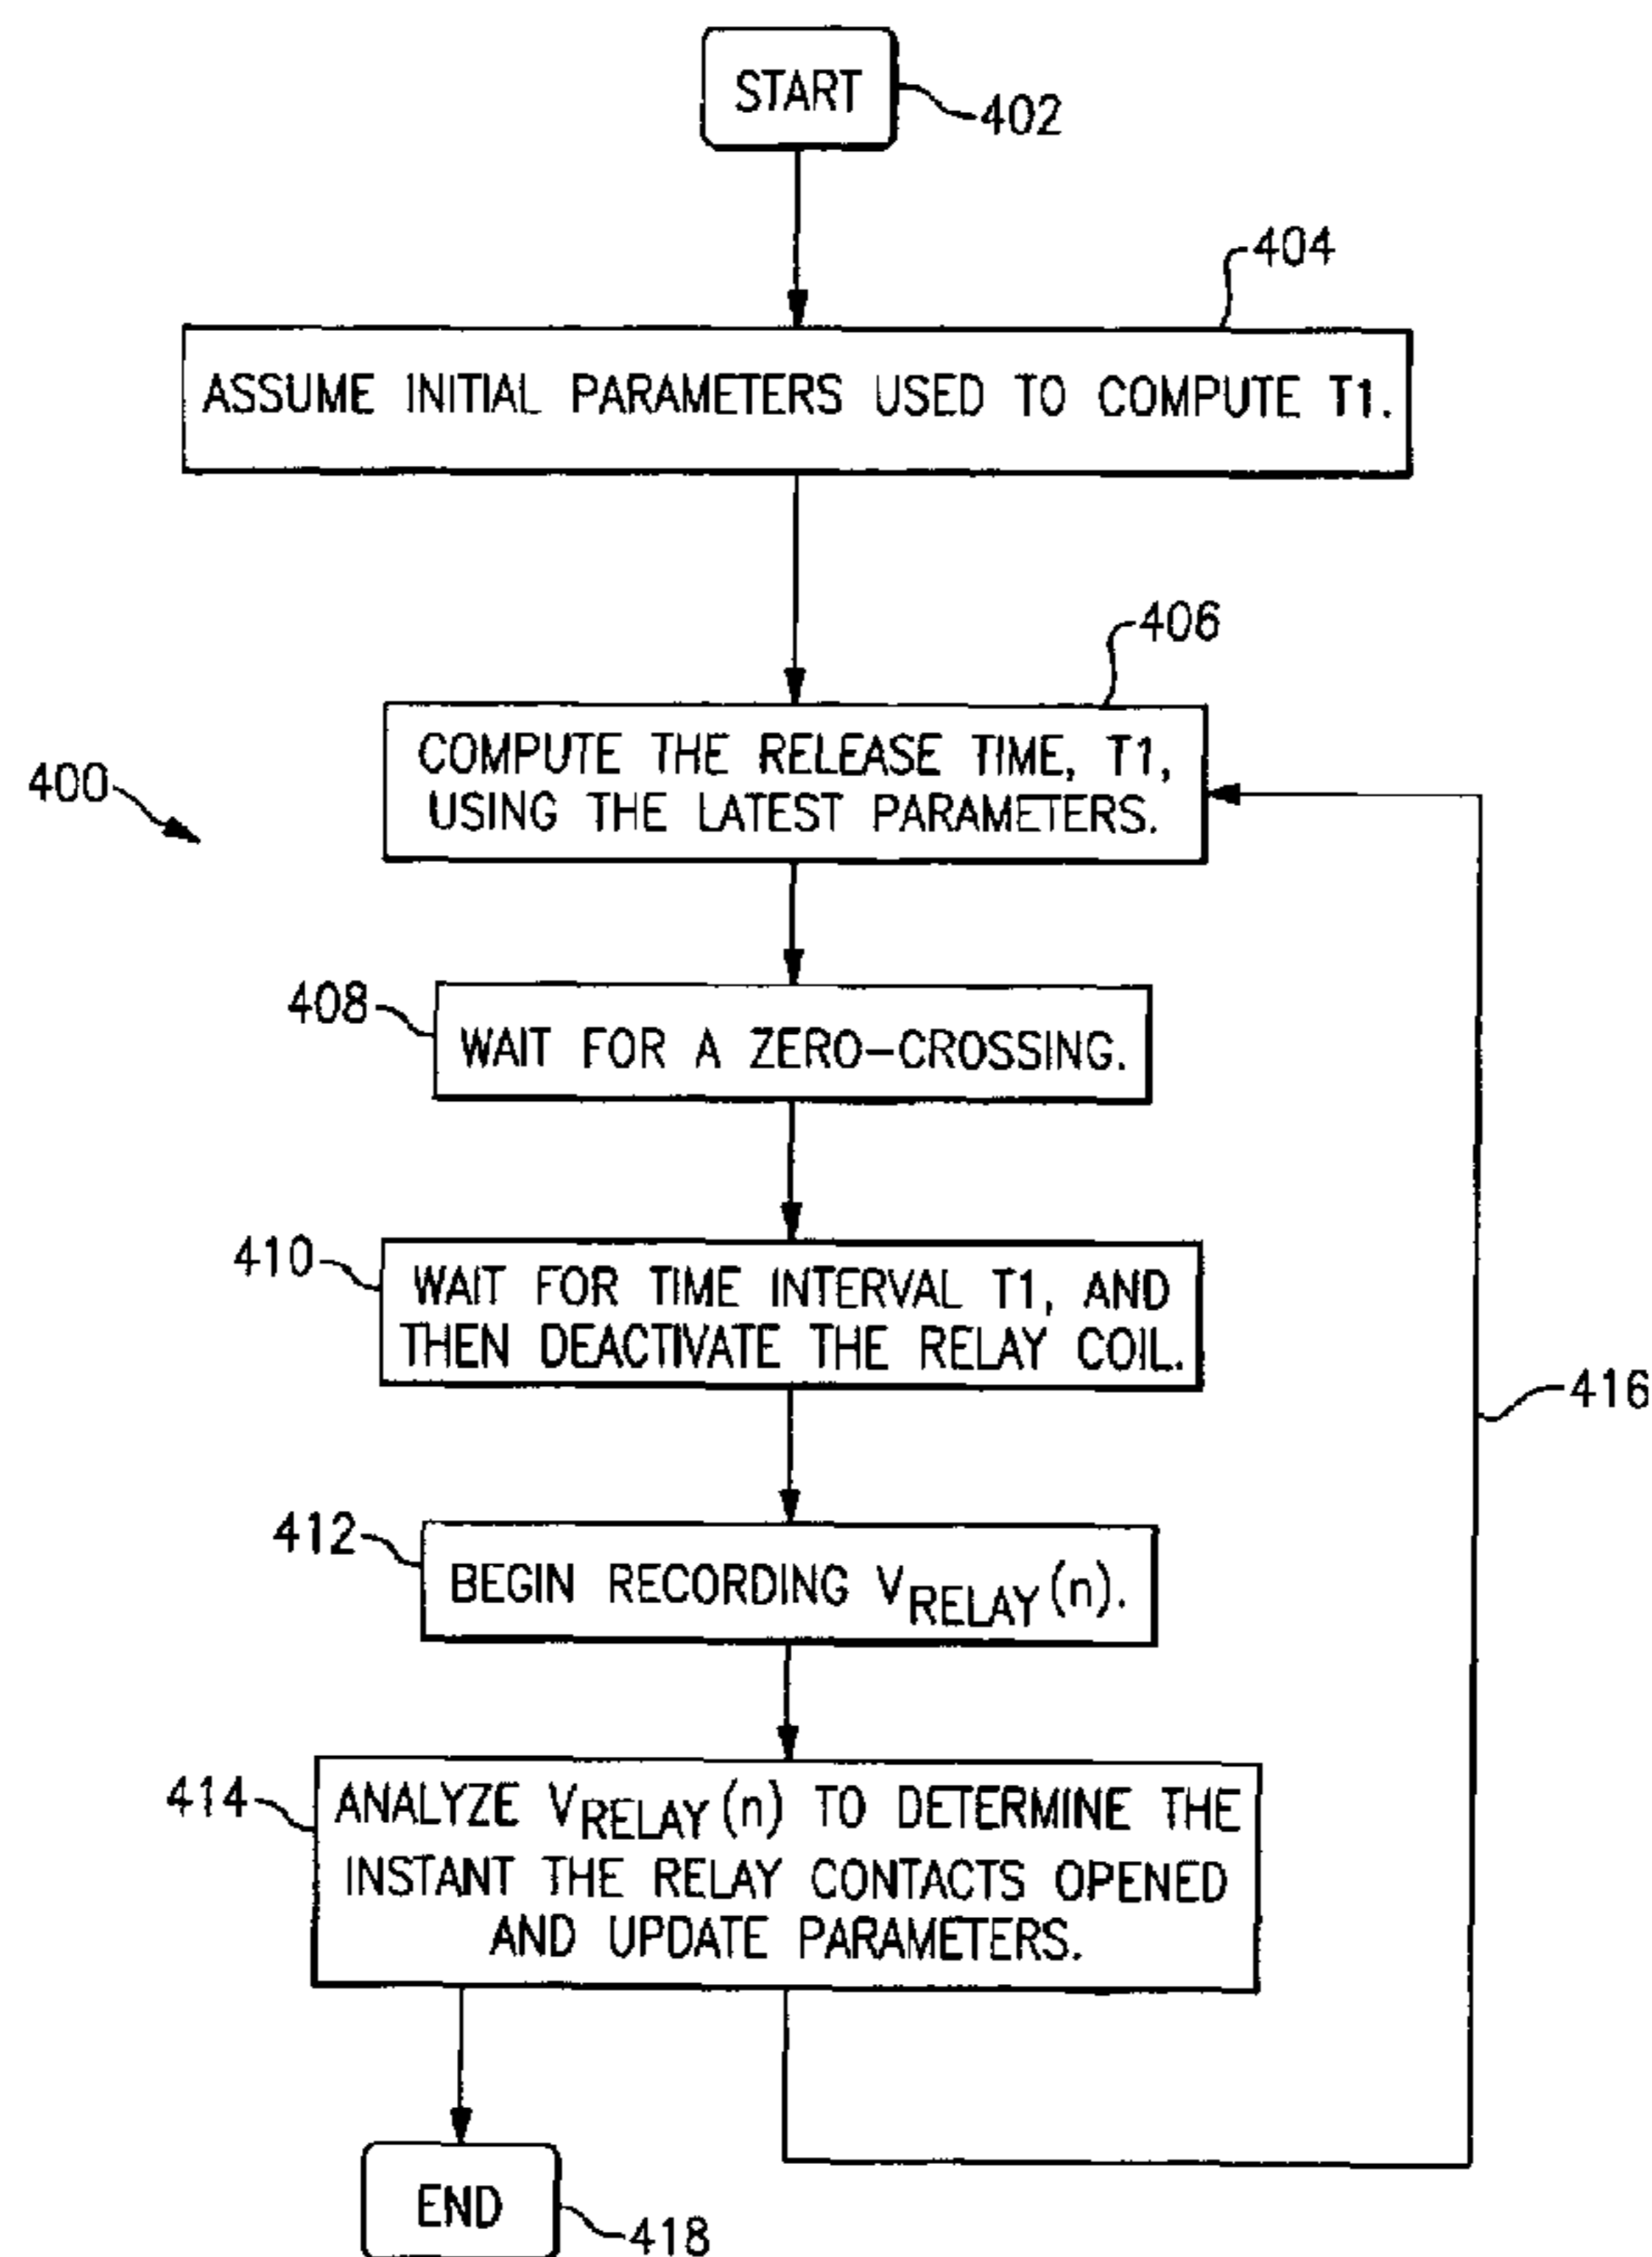 START
402
404
ASSUME INITIAL PARAMETERS USED TO COMPUTE T1.
406
COMPUTE THE RELEASE TIME, T1,
USING THE LATEST PARAMETERS.
400
408
WAIT FOR A ZERO-CROSSING.
410
WAIT FOR TIME INTERVAL T1, AND
THEN DEACTIVATE THE RELAY COIL.
416
412
BEGIN RECORDING VRELAY(n).
414
ANALYZE VRELAY(n) TO DETERMINE THE
INSTANT THE RELAY CONTACTS OPENED
AND UPDATE PARAMETERS.
END
418